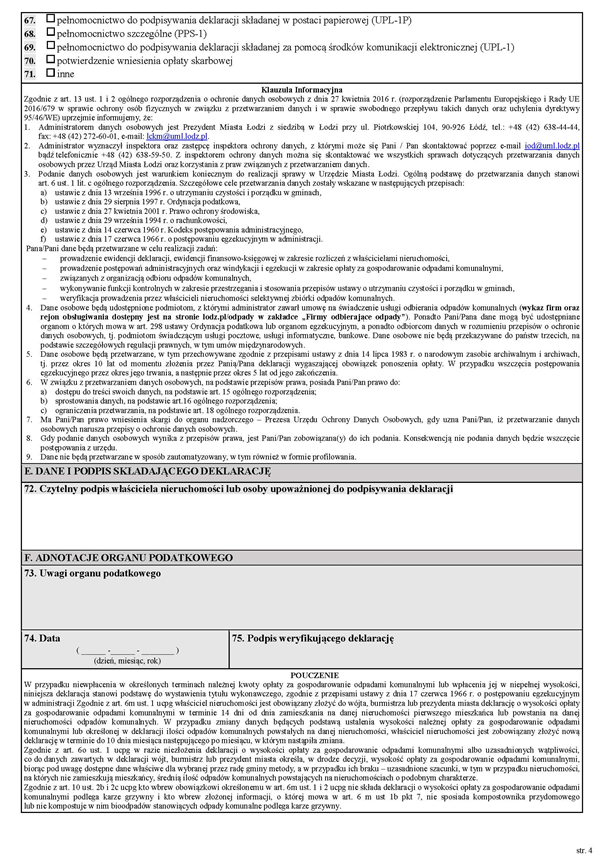 67. ☐ pełnomocnictwo do podpisywania deklaracji składanej w postaci papierowej (UPL-1P)
68. ☐ pełnomocnictwo szczególne (PPS-1)
69. ☐ pełnomocnictwo do podpisywania deklaracji składanej za pomocą środków komunikacji elektronicznej (UPL-1)
70. ☐ potwierdzenie wniesienia opłaty skarbowej
71. ☐ inne
Klauzula Informacyjna
Zgodnie z art. 13 ust. 1 i 2 ogólnego rozporządzenia o ochronie danych osobowych z dnia 27 kwietnia 2016 r. (rozporządzenie Parlamentu Europejskiego i Rady UE
2016/679 w sprawie ochrony osób fizycznych w związku z przetwarzaniem danych i w sprawie swobodnego przepływu takich danych oraz uchylenia dyrektywy
95/46/WE) uprzejmie informujemy, że:
1. Administratorem danych osobowych jest Prezydent Miasta Łodzi z siedzibą w Łodzi przy ul. Piotrkowskiej 104, 90-926 Łódź, tel.: +48 (42) 638-44-44,
fax: +48 (42) 272-60-01, e-mail: lckm@uml.lodz.pl.
2. Administrator wyznaczył inspektora oraz zastępcę inspektora ochrony danych, z którymi może się Pani / Pan skontaktować poprzez e-mail iod@uml.lodz.pl
bądź telefonicznie +48 (42) 638-59-50. Z inspektorem ochrony danych można się skontaktować we wszystkich sprawach dotyczących przetwarzania danych
osobowych przez Urząd Miasta Łodzi oraz korzystania z praw związanych z przetwarzaniem danych.
3. Podanie danych osobowych jest warunkiem koniecznym do realizacji sprawy w Urzędzie Miasta Łodzi. Ogólną podstawę do przetwarzania danych stanowi
art. 6 ust. 1 lit. c ogólnego rozporządzenia. Szczegółowe cele przetwarzania danych zostały wskazane w następujących przepisach:
a) ustawie z dnia 13 września 1996 r. o utrzymaniu czystości i porządku w gminach,
b) ustawie z dnia 29 sierpnia 1997 r. Ordynacja podatkowa,
c) ustawie z dnia 27 kwietnia 2001 r. Prawo ochrony środowiska,
d) ustawie z dnia 29 września 1994 r. o rachunkowości,
e) ustawie z dnia 14 czerwca 1960 r. Kodeks postępowania administracyjnego,
f) ustawie z dnia 17 czerwca 1966 r. o postępowaniu egzekucyjnym w administracji.
Pana/Pani dane będą przetwarzane w celu realizacji zadań:
– prowadzenie ewidencji deklaracji, ewidencji finansowo-księgowej w zakresie rozliczeń z właścicielami nieruchomości,
– prowadzenie postępowań administracyjnych oraz windykacji i egzekucji w zakresie opłaty za gospodarowanie odpadami komunalnymi,
– związanych z organizacją odbioru odpadów komunalnych,
– wykonywanie funkcji kontrolnych w zakresie przestrzegania i stosowania przepisów ustawy o utrzymaniu czystości i porządku w gminach,
– weryfikacja prowadzenia przez właścicieli nieruchomości selektywnej zbiórki odpadów komunalnych.
4. Dane osobowe będą udostępnione podmiotom, z którymi administrator zawarł umowę na świadczenie usługi odbierania odpadów komunalnych (wykaz firm oraz
rejon obsługiwania dostępny jest na stronie lodz.pl/odpady w zakładce „Firmy odbierające odpady”). Ponadto Pani/Pana dane mogą być udostępniane
organom o których mowa w art. 298 ustawy Ordynacja podatkowa lub organom egzekucyjnym, a ponadto odbiorcom danych w rozumieniu przepisów o ochronie
danych osobowych, tj. podmiotom świadczącym usługi pocztowe, usługi informatyczne, bankowe. Dane osobowe nie będą przekazywane do państw trzecich, na
podstawie szczegółowych regulacji prawnych, w tym umów międzynarodowych.
5. Dane osobowe będą przetwarzane, w tym przechowywane zgodnie z przepisami ustawy z dnia 14 lipca 1983 r. o narodowym zasobie archiwalnym i archiwach,
tj. przez okres 10 lat od momentu złożenia przez Panią/Pana deklaracji wygaszającej obowiązek ponoszenia opłaty. W przypadku wszczęcia postępowania
egzekucyjnego przez okres jego trwania, a następnie przez okres 5 lat od jego zakończenia.
6. W związku z przetwarzaniem danych osobowych, na podstawie przepisów prawa, posiada Pani/Pan prawo do:
a) dostępu do treści swoich danych, na podstawie art. 15 ogólnego rozporządzenia;
b) sprostowania danych, na podstawie art.16 ogólnego rozporządzenia;
c) ograniczenia przetwarzania, na podstawie art. 18 ogólnego rozporządzenia.
7. Ma Pani/Pan prawo wniesienia skargi do organu nadzorczego – Prezesa Urzędu Ochrony Danych Osobowych, gdy uzna Pani/Pan, iż przetwarzanie danych
osobowych narusza przepisy o ochronie danych osobowych.
8. Gdy podanie danych osobowych wynika z przepisów prawa, jest Pani/Pan zobowiązana(y) do ich podania. Konsekwencją nie podania danych będzie wszczęcie
postępowania z urzędu.
9. Dane nie będą przetwarzane w sposób zautomatyzowany, w tym również w formie profilowania.
E. DANE I PODPIS SKŁADAJĄCEGO DEKLARACJĘ
72. Czytelny podpis właściciela nieruchomości lub osoby upoważnionej do podpisywania deklaracji
F. ADNOTACJE ORGANU PODATKOWEGO
73. Uwagi organu podatkowego
74. Data
75. Podpis weryfikującego deklarację
( _____ -_____ - _______ )
(dzień, miesiąc, rok)
POUCZENIE
W przypadku niewpłacenia w określonych terminach należnej kwoty opłaty za gospodarowanie odpadami komunalnymi lub wpłacenia jej w niepełnej wysokości,
niniejsza deklaracja stanowi podstawę do wystawienia tytułu wykonawczego, zgodnie z przepisami ustawy z dnia 17 czerwca 1966 r. o postępowaniu egzekucyjnym
w administracji Zgodnie z art. 6m ust. 1 ucpg właściciel nieruchomości jest obowiązany złożyć do wójta, burmistrza lub prezydenta miasta deklarację o wysokości opłaty
za gospodarowanie odpadami komunalnymi w terminie 14 dni od dnia zamieszkania na danej nieruchomości pierwszego mieszkańca lub powstania na danej
nieruchomości odpadów komunalnych. W przypadku zmiany danych będących podstawą ustalenia wysokości należnej opłaty za gospodarowanie odpadami
komunalnymi lub określonej w deklaracji ilości odpadów komunalnych powstałych na danej nieruchomości, właściciel nieruchomości jest zobowiązany złożyć nową
deklarację w terminie do 10 dnia miesiąca następującego po miesiącu, w którym nastąpiła zmiana.
Zgodnie z art. 6o ust. 1 ucpg w razie niezłożenia deklaracji o wysokości opłaty za gospodarowanie odpadami komunalnymi albo uzasadnionych wątpliwości,
co do danych zawartych w deklaracji wójt, burmistrz lub prezydent miasta określa, w drodze decyzji, wysokość opłaty za gospodarowanie odpadami komunalnymi,
biorąc pod uwagę dostępne dane właściwe dla wybranej przez radę gminy metody, a w przypadku ich braku – uzasadnione szacunki, w tym w przypadku nieruchomości,
na których nie zamieszkują mieszkańcy, średnią ilość odpadów komunalnych powstających na nieruchomościach o podobnym charakterze.
Zgodnie z art. 10 ust. 2b i 2c ucpg kto wbrew obowiązkowi określonemu w art. 6m ust. 1 i 2 ucpg nie składa deklaracji o wysokości opłaty za gospodarowanie odpadami
komunalnymi podlega karze grzywny i kto wbrew złożonej informacji, o której mowa w art. 6 m ust 1b pkt 7, nie sposiada kompostownika przydomowego
lub nie kompostuje w nim bioodpadów stanowiących odpady komunalne podlega karze grzywny.
str. 4